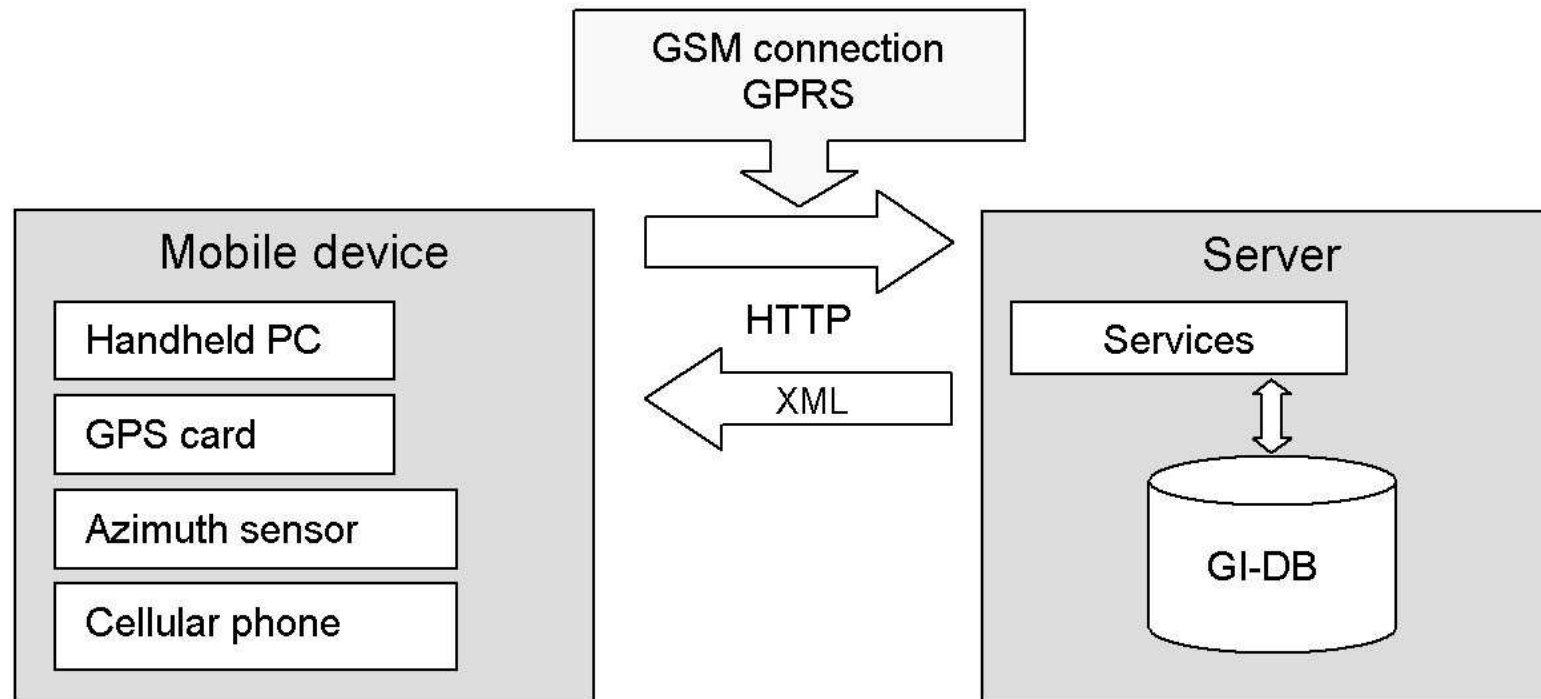 GSM connection
GPRS
Mobile device
Handheld PC
GPS card
Azimuth sensor
Cellular phone
HTTP
XML
Server
Services
GI-DB